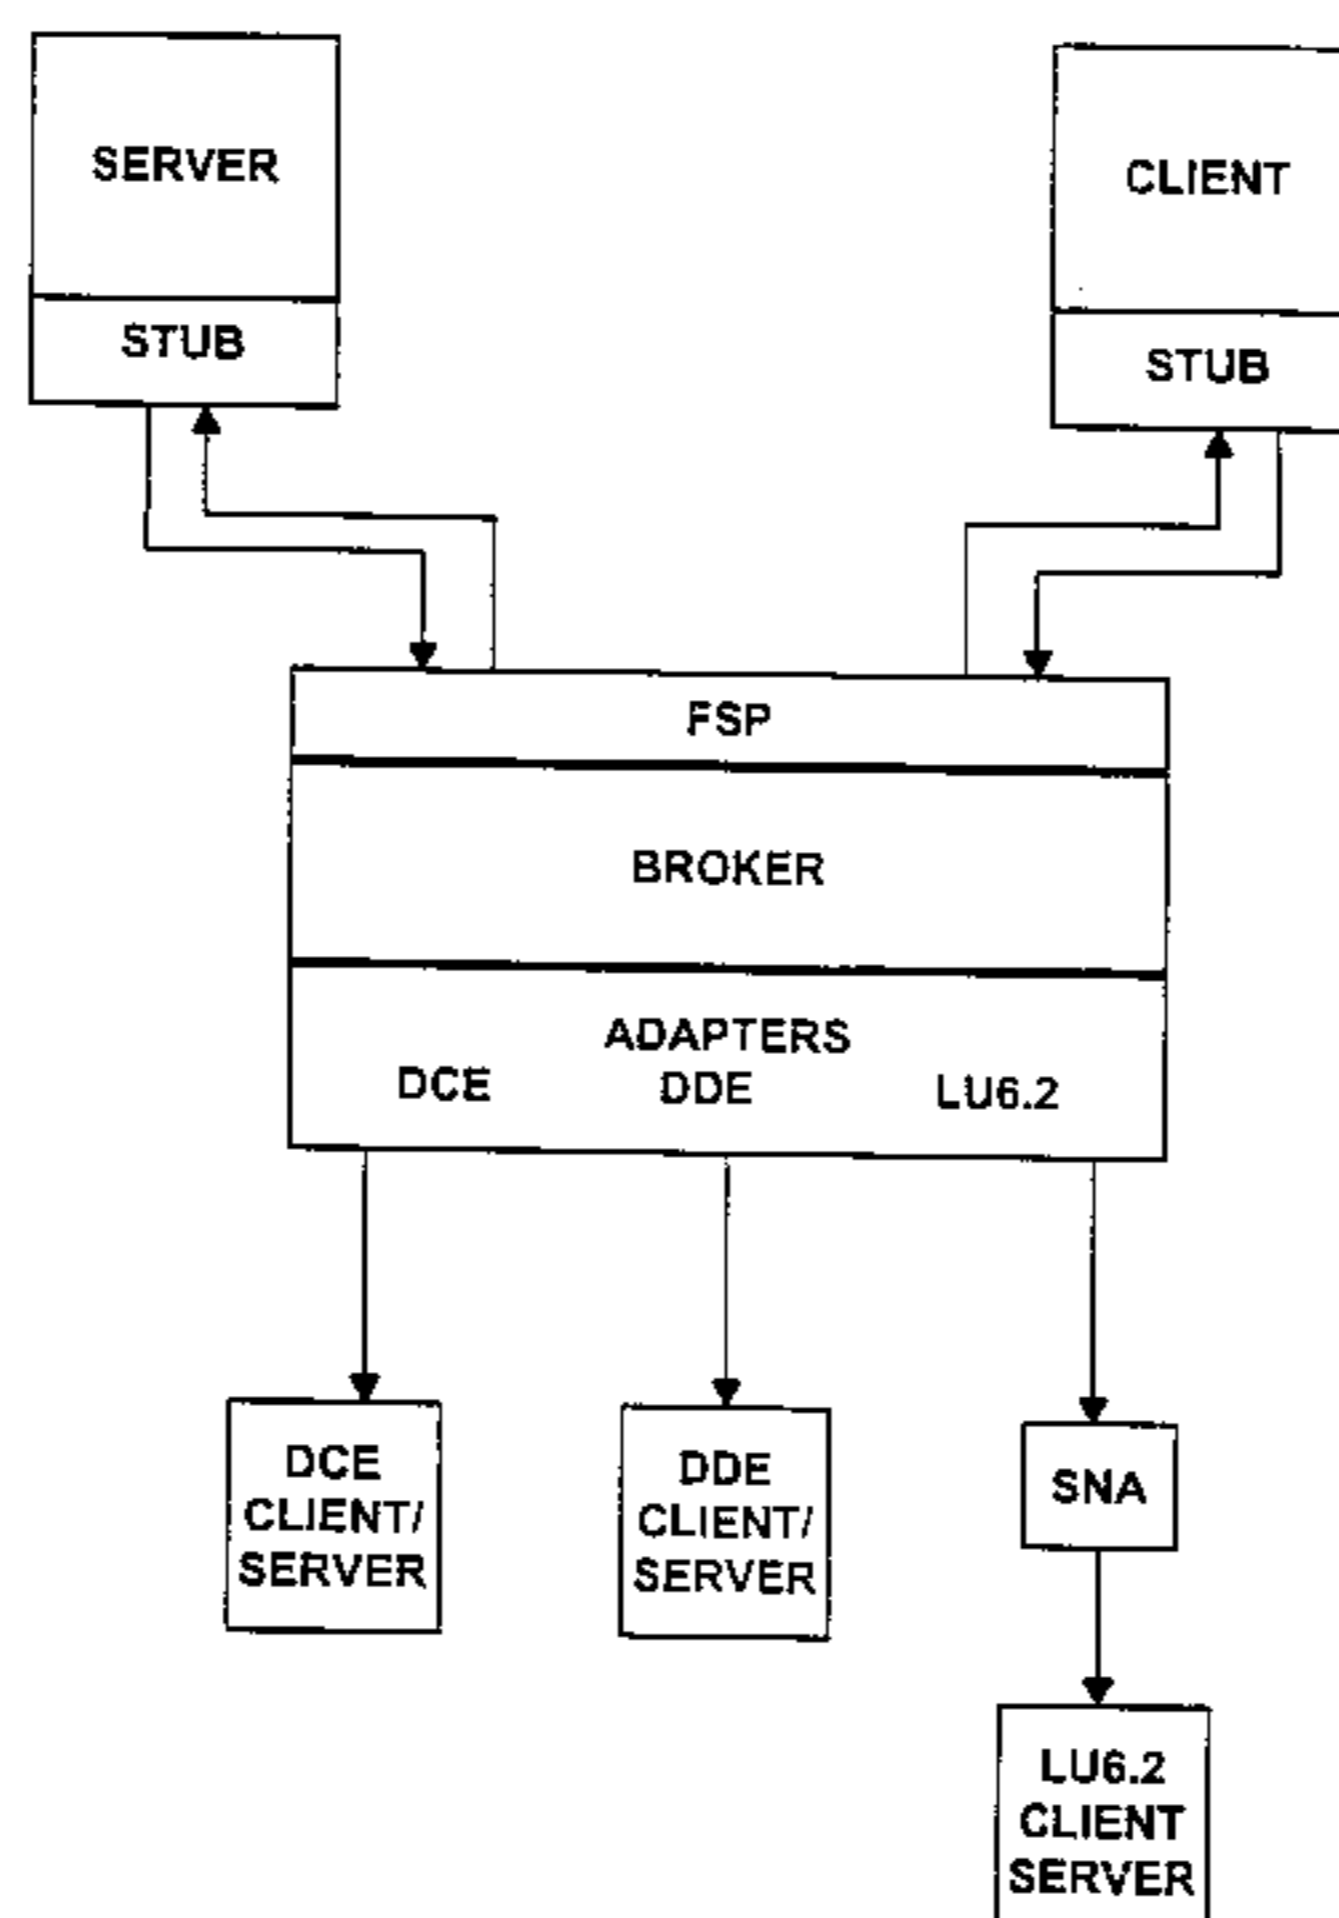 SERVER
STUB
CLIENT
STUB
FSP
BROKER
ADAPTERS
DCE DDE LU6.2
DCE
CLIENT/
SERVER
DDE
CLIENT/
SERVER
SNA
LU6.2
CLIENT
SERVER